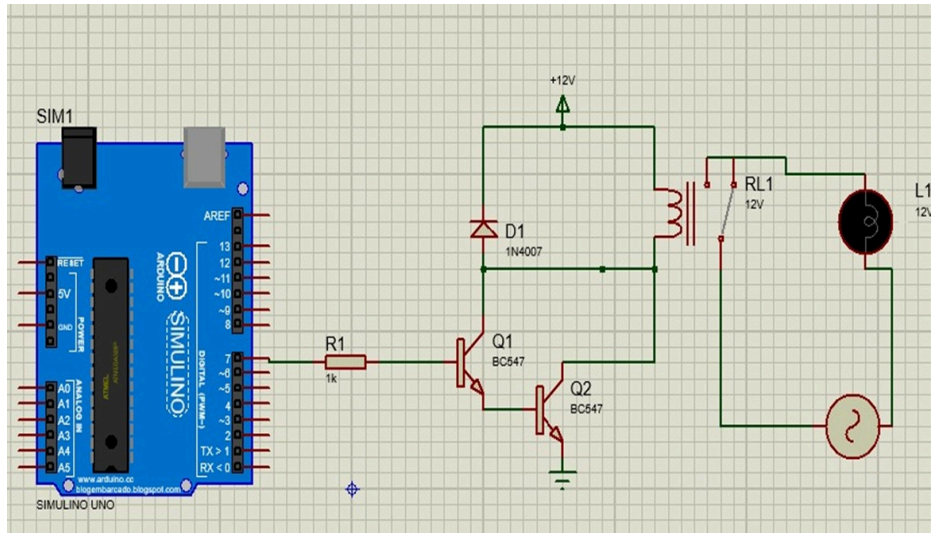 SIM1
AREF
13
12
~11
~10
~9
8
7
~6
~5
4
~3
2
TX > 1
RX < 0
RESET
5V
GND
POWER
A0
A1
A2
A3
A4
A5
ANALOG IN
ATMEL
ARDUINO
SIMULINO
DIGITAL (PWM~)
www.arduino.cc
blogembarcado.blogspot.com
SIMULINO UNO
R1
1k
+12V
D1
1N4007
Q1
BC547
Q2
BC547
RL1
12V
L1
12V